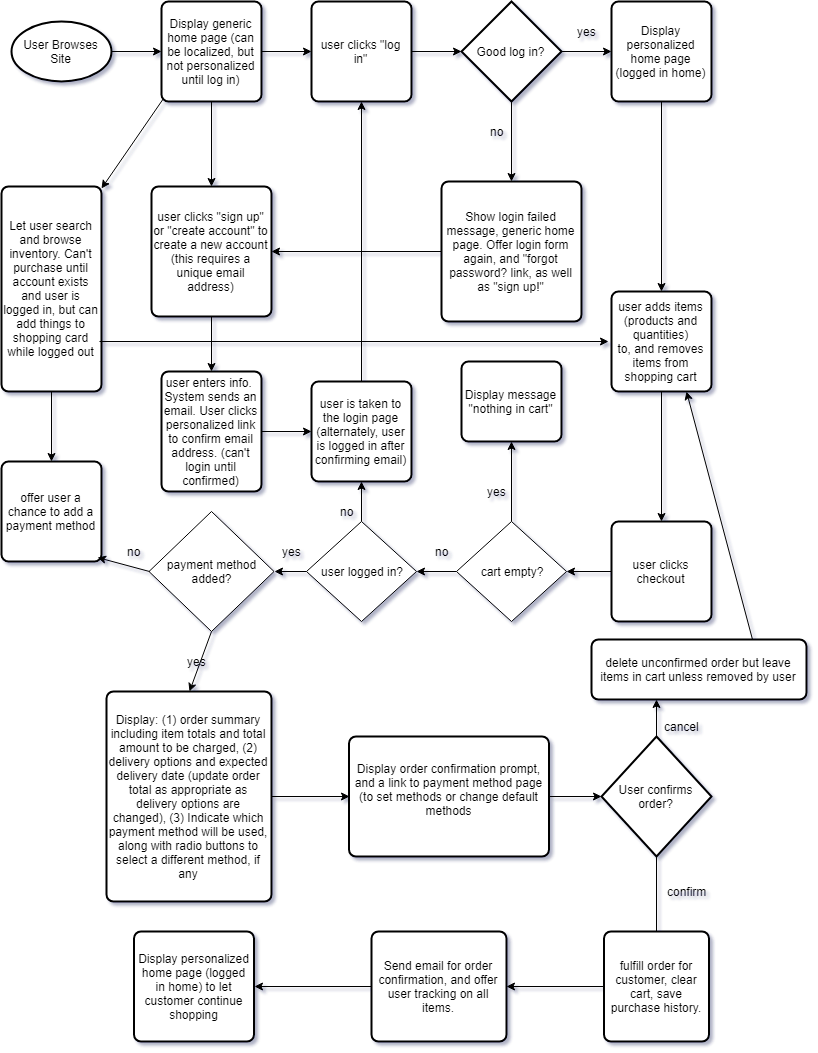 User Browses
Site
Display generic
home page (can
be localized, but
not personalized
until log in)
user clicks "log
in"
Good log in?
yes
Display
personalized
home page
(logged in home)
no
Let user search
and browse
inventory. Can't
purchase until
account exists
and user is
logged in, but can
add things to
shopping card
while logged out
user clicks "sign up"
or "create account" to
create a new account
(this requires a
unique email
address)
Show login failed
message, generic home
page. Offer login form
again, and "forgot
password? link, as well
as "sign up!"
user adds items
(products and
quantities)
to, and removes
items from
shopping cart
user enters info.
System sends an
email. User clicks
personalized link
to confirm email
address. (can't
login until
confirmed)
user is taken to
the login page
(alternately, user
is logged in after
confirming email)
Display message
"nothing in cart"
offer user a
chance to add a
payment method
no
payment method
added?
yes
no
user logged in?
no
yes
cart empty?
user clicks
checkout
yes
delete unconfirmed order but leave
items in cart unless removed by user
cancel
Display: (1) order summary
including item totals and total
amount to be charged, (2)
delivery options and expected
delivery date (update order
total as appropriate as
delivery options are
changed), (3) Indicate which
payment method will be used,
along with radio buttons to
select a different method, if
any
Display order confirmation prompt,
and a link to payment method page
(to set methods or change default
methods
User confirms
order?
confirm
Display personalized
home page (logged
in home) to let
customer continue
shopping
Send email for order
confirmation, and offer
user tracking on all
items.
fulfill order for
customer, clear
cart, save
purchase history.